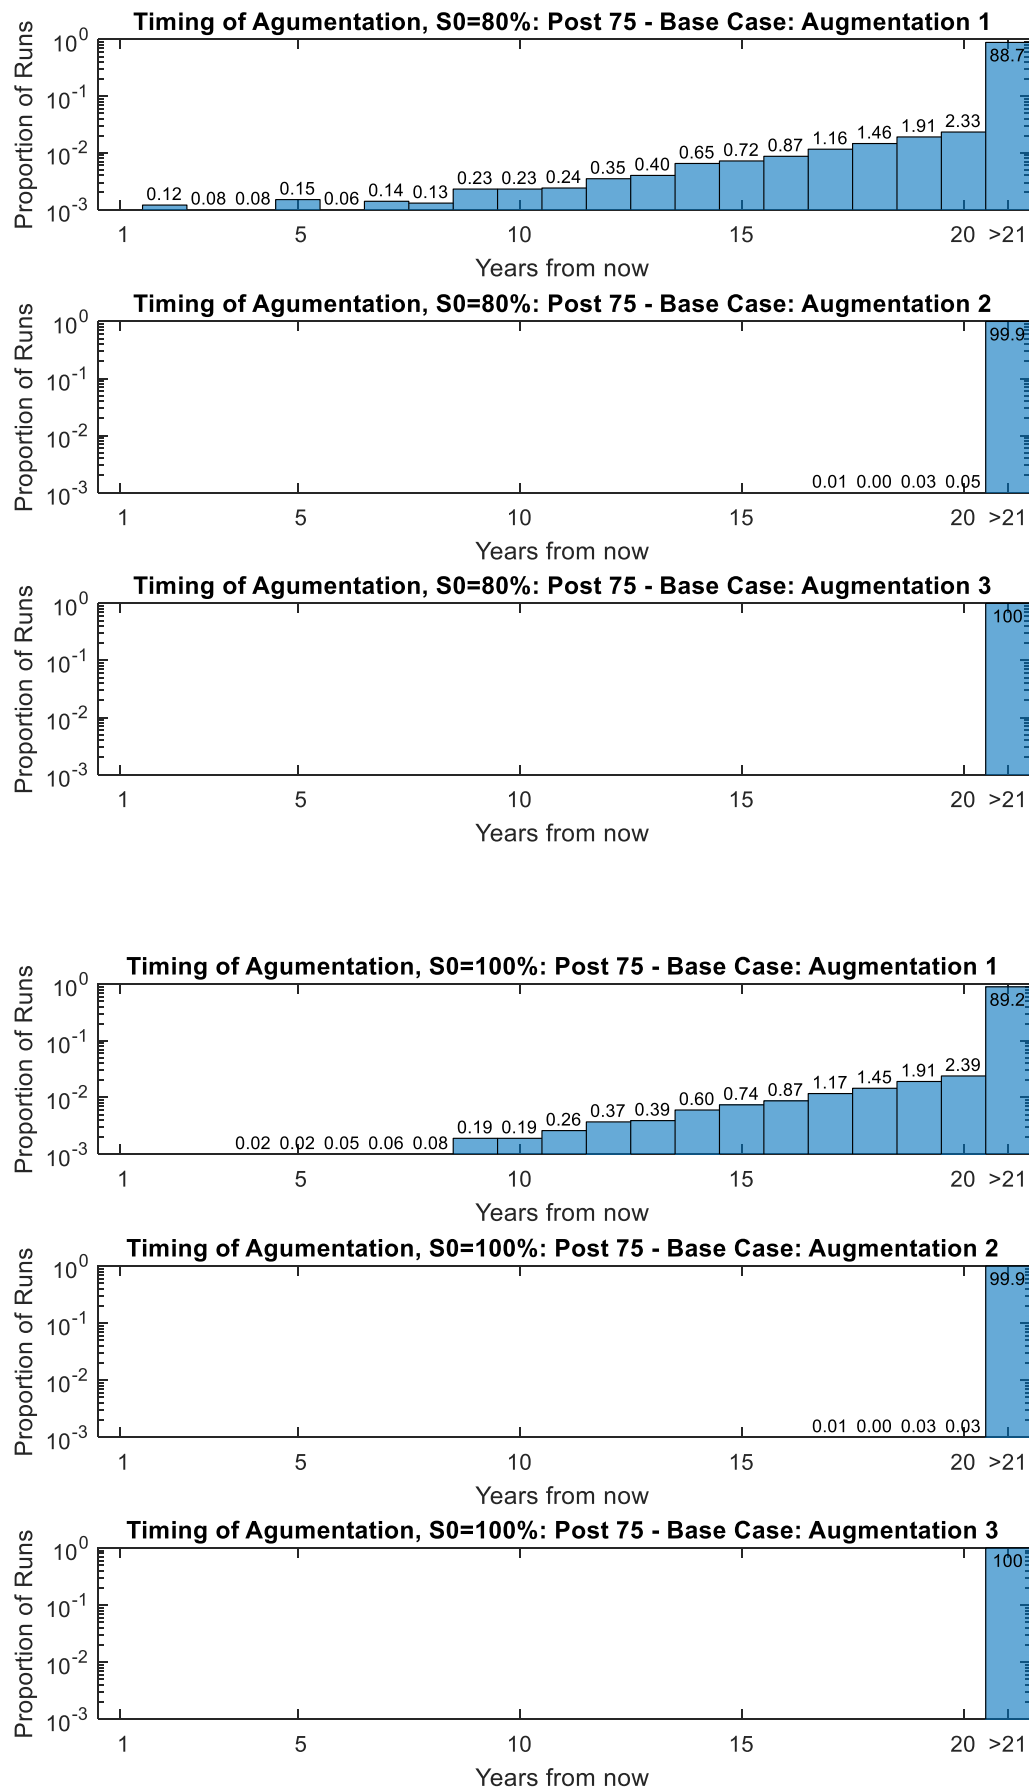 Timing of Agumentation, S0=80%: Post 75 - Base Case: Augmentation 1
Proportion of Runs
10^0
10^-1
10^-2
10^-3
0.12 0.08 0.08 0.15 0.06 0.14 0.13 0.23 0.23 0.24 0.35 0.40 0.65 0.72 0.87 1.16 1.46 1.91 2.33 88.7
1 5 10 15 20 >21
Years from now
Timing of Agumentation, S0=80%: Post 75 - Base Case: Augmentation 2
Proportion of Runs
10^0
10^-1
10^-2
10^-3
0.01 0.00 0.03 0.05 99.9
1 5 10 15 20 >21
Years from now
Timing of Agumentation, S0=80%: Post 75 - Base Case: Augmentation 3
Proportion of Runs
10^0
10^-1
10^-2
10^-3
100
1 5 10 15 20 >21
Years from now
Timing of Agumentation, S0=100%: Post 75 - Base Case: Augmentation 1
Proportion of Runs
10^0
10^-1
10^-2
10^-3
0.02 0.02 0.05 0.06 0.08 0.19 0.19 0.26 0.37 0.39 0.60 0.74 0.87 1.17 1.45 1.91 2.39 89.2
1 5 10 15 20 >21
Years from now
Timing of Agumentation, S0=100%: Post 75 - Base Case: Augmentation 2
Proportion of Runs
10^0
10^-1
10^-2
10^-3
0.01 0.00 0.03 0.03 99.9
1 5 10 15 20 >21
Years from now
Timing of Agumentation, S0=100%: Post 75 - Base Case: Augmentation 3
Proportion of Runs
10^0
10^-1
10^-2
10^-3
100
1 5 10 15 20 >21
Years from now